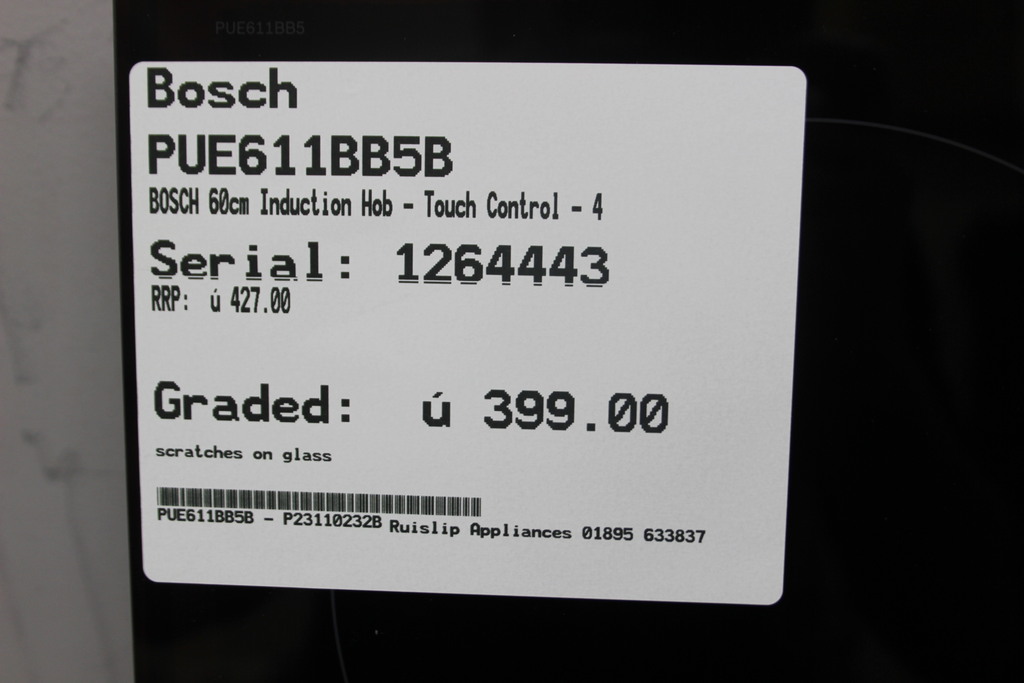 PUE611BB5
Bosch
PUE611BB5B
BOSCH 60cm Induction Hob - Touch Control - 4
Serial: 1264443
RRP: ú 427.00
Graded: ú 399.00
scratches on glass
PUE611BB5B - P23110232B Ruislip Appliances 01895 633837